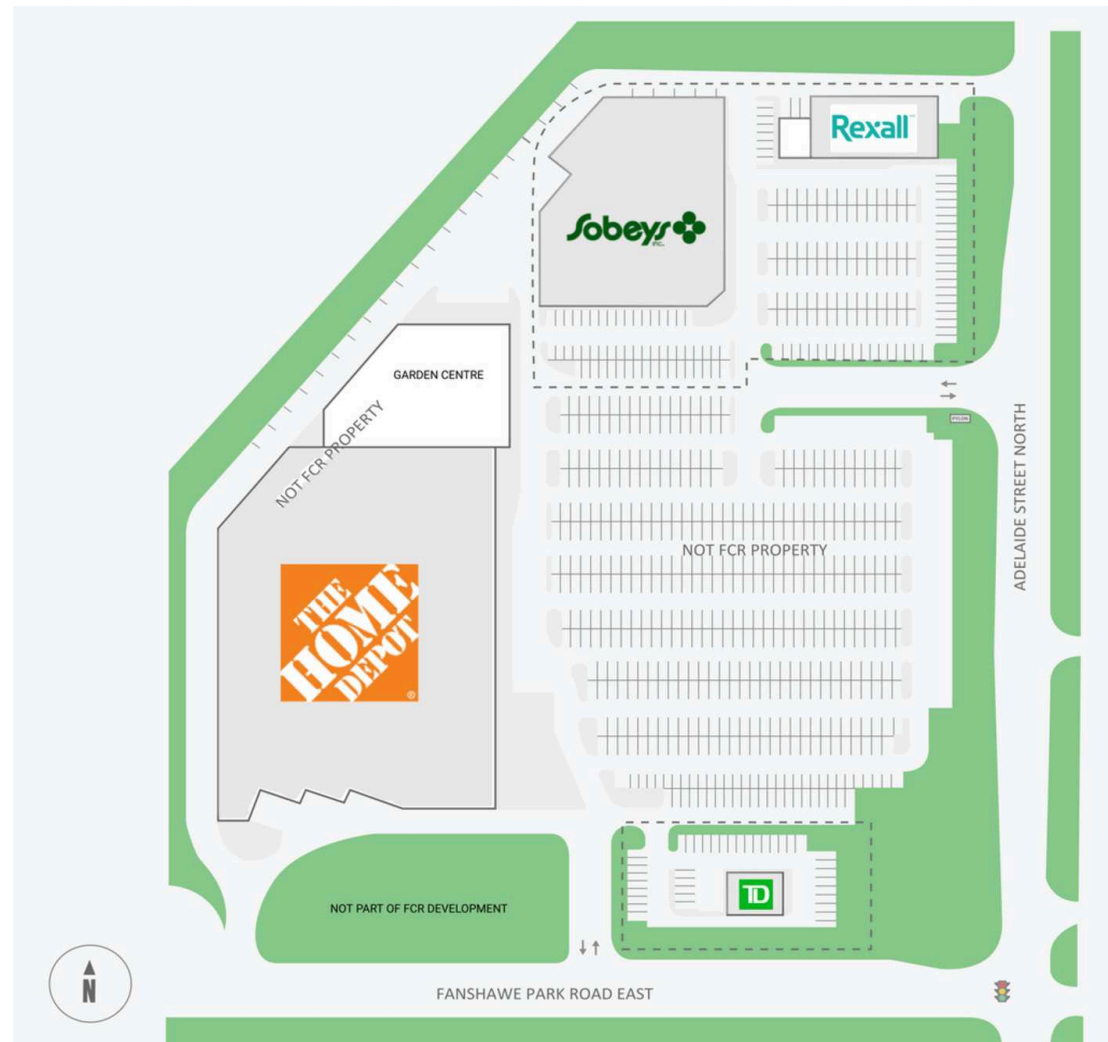 Rexall
Sobeys
inc.
GARDEN CENTRE
NOT FCR PROPERTY
PYLON
ADELAIDE STREET NORTH
NOT FCR PROPERTY
THE
HOME
DEPOT
®
TD
NOT PART OF FCR DEVELOPMENT
N
FANSHAWE PARK ROAD EAST